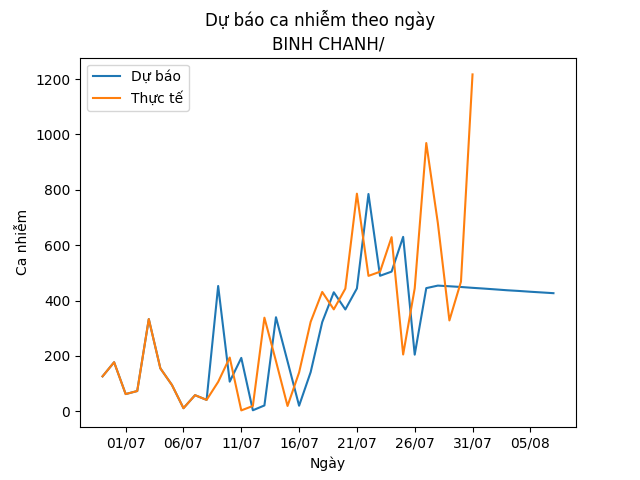 Dự báo ca nhiễm theo ngày
BINH CHANH/
Dự báo
Thực tế
Ca nhiễm
1200
1000
800
600
400
200
0
01/07 06/07 11/07 16/07 21/07 26/07 31/07 05/08
Ngày